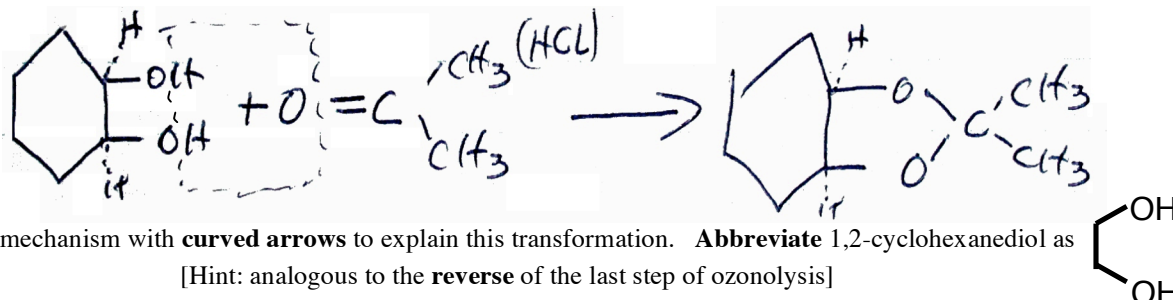 H H
OH CH3 (HCL) O CH3
+ O = C C
OH CH3 O CH3
H H
mechanism with curved arrows to explain this transformation. Abbreviate 1,2-cyclohexanediol as
[Hint: analogous to the reverse of the last step of ozonolysis]
OH
OH